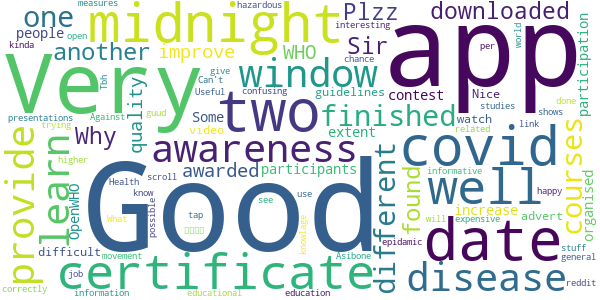 measures
hazardous
one
midnight
Plzz
downloaded
app
kinda
open
people
another
improve
WHO
Sir
interesting
chance
per
world
Very
window
guidelines
contest
Nice
participation
Tbh
Can't
give
confusing
Useful
studies
done
presentations
Against
guud
quality
Some
two
finished
video
extent
watch
shows
link
related
Why
trying
higher
awareness
covid
courses
provide
learn
OpenWHO
Health
scroll
awarded
participants
different
found
well
informative
happy
know
use
possible
Good
What
tap
see
knowlage
increase
will
expensive
advert
organised
date
epidamic
stuff
general
difficult
movement
Asibone
job
certificate
disease
reddit
correctly
information
educational
education